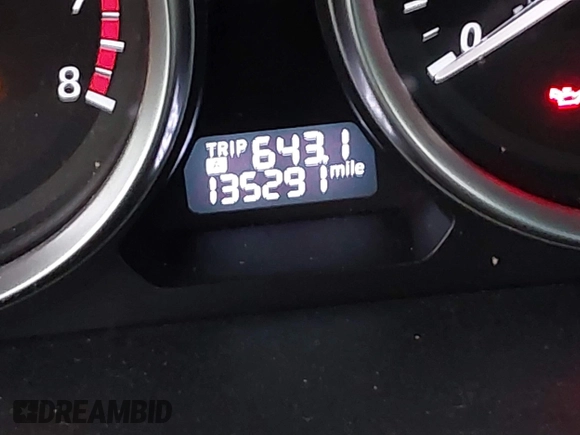 8
0
TRIP 643.1
135291 mile
DREAMBID